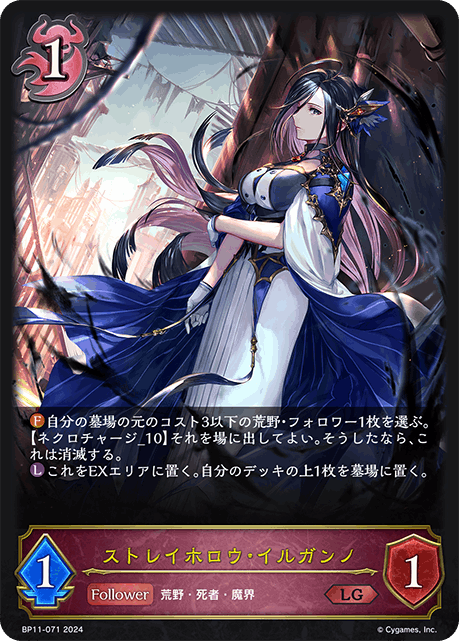 1
F 自分の墓場の元のコスト3以下の荒野・フォロワー1枚を選ぶ。
【ネクロチャージ_10】それを場に出してよい。そうしたなら、こ
れは消滅する。
L これをEXエリアに置く。自分のデッキの上1枚を墓場に置く。
ストレイホロウ・イルガンノ
1
Follower 荒野・死者・魔界 LG
1
BP11-071 2024
© Cygames, Inc.